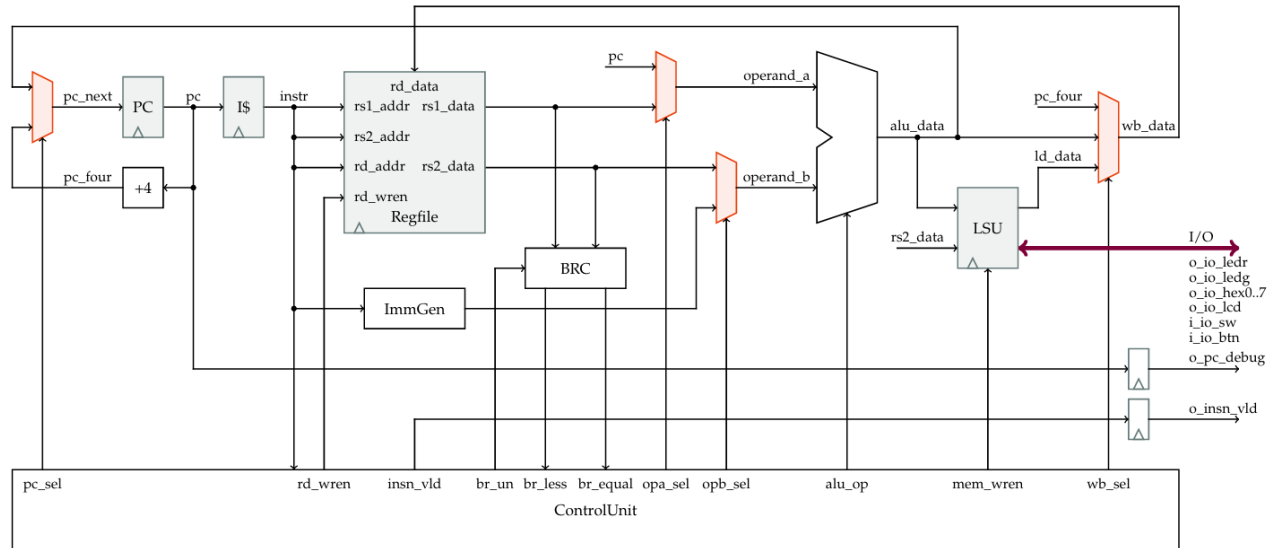 pc
operand_a
pc_next
PC
pc
I$
instr
rd_data
rs1_addr
rs1_data
rs2_addr
rd_addr
rs2_data
rd_wren
Regfile
pc_four
+4
operand_b
alu_data
pc_four
wb_data
ld_data
LSU
rs2_data
BRC
ImmGen
I/O
o_io_ledr
o_io_ledg
o_io_hex0..7
o_io_lcd
i_io_sw
i_io_btn
o_pc_debug
o_insn_vld
pc_sel
rd_wren
insn_vld
br_un
br_less
br_equal
opa_sel
opb_sel
alu_op
mem_wren
wb_sel
ControlUnit